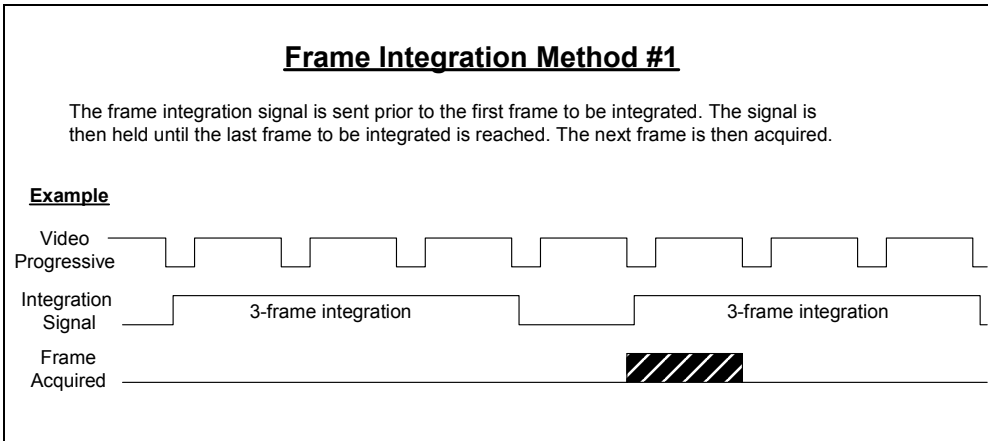 Frame Integration Method #1
The frame integration signal is sent prior to the first frame to be integrated. The signal is
then held until the last frame to be integrated is reached. The next frame is then acquired.
Example
Video
Progressive
Integration
Signal
3-frame integration
3-frame integration
Frame
Acquired